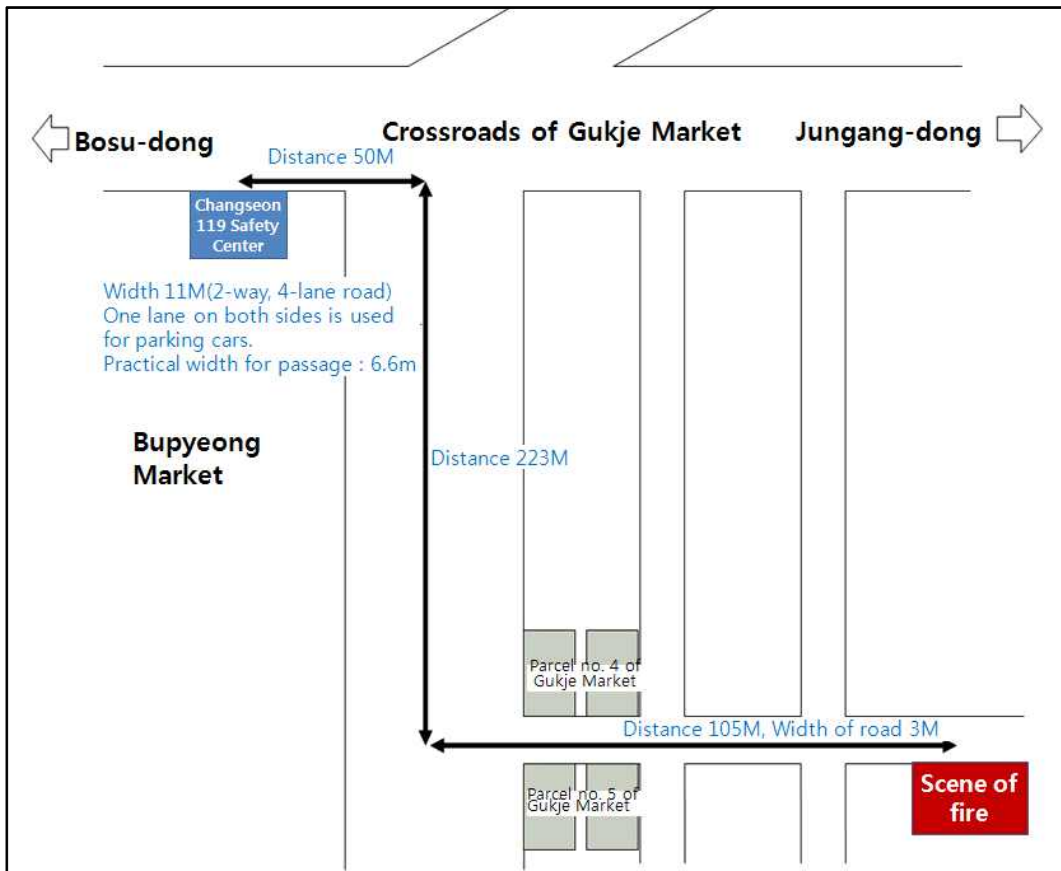 Crossroads of Gukje Market
Jungang-dong
Bosu-dong
Distance 50M
Changseon
119 Safety
Center
Width 11M(2-way, 4-lane road)
One lane on both sides is used
for parking cars.
Practical width for passage : 6.6m
Bupyeong
Market
Distance 223M
Parcel no. 4 of
Gukje Market
Distance 105M, Width of road 3M
Parcel no. 5 of
Gukje Market
Scene of
fire